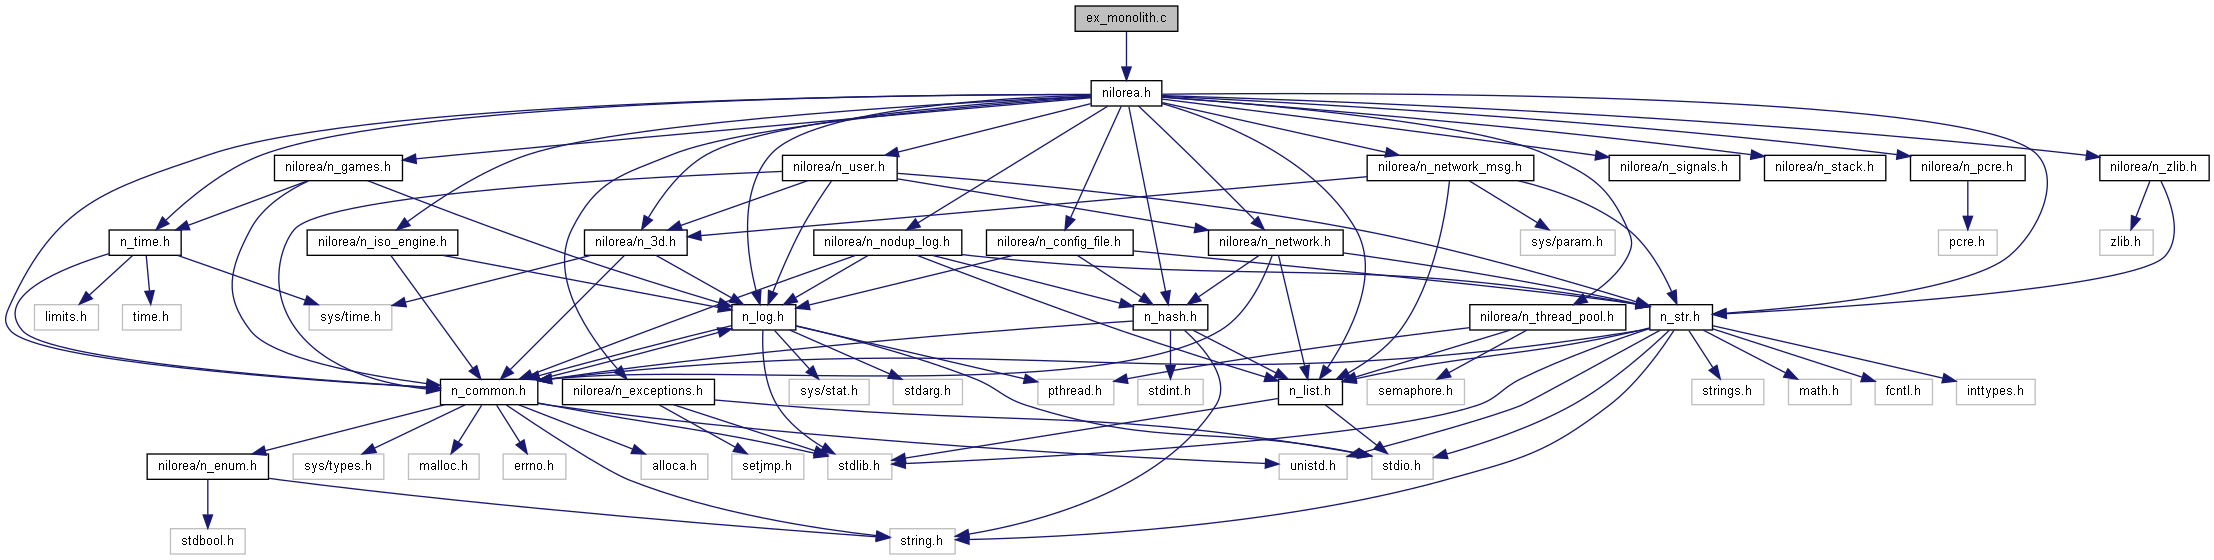 ex_monolith.c
nilorea.h
nilorea/n_games.h
nilorea/n_user.h
nilorea/n_network_msg.h
nilorea/n_signals.h
nilorea/n_stack.h
nilorea/n_pcre.h
nilorea/n_zlib.h
n_time.h
nilorea/n_iso_engine.h
nilorea/n_3d.h
nilorea/n_nodup_log.h
nilorea/n_config_file.h
nilorea/n_network.h
sys/param.h
pcre.h
zlib.h
limits.h
time.h
sys/time.h
n_log.h
n_hash.h
nilorea/n_thread_pool.h
n_str.h
n_common.h
nilorea/n_exceptions.h
sys/stat.h
stdarg.h
pthread.h
stdint.h
n_list.h
semaphore.h
strings.h
math.h
fcntl.h
inttypes.h
nilorea/n_enum.h
sys/types.h
malloc.h
errno.h
alloca.h
setjmp.h
stdlib.h
unistd.h
stdio.h
stdbool.h
string.h